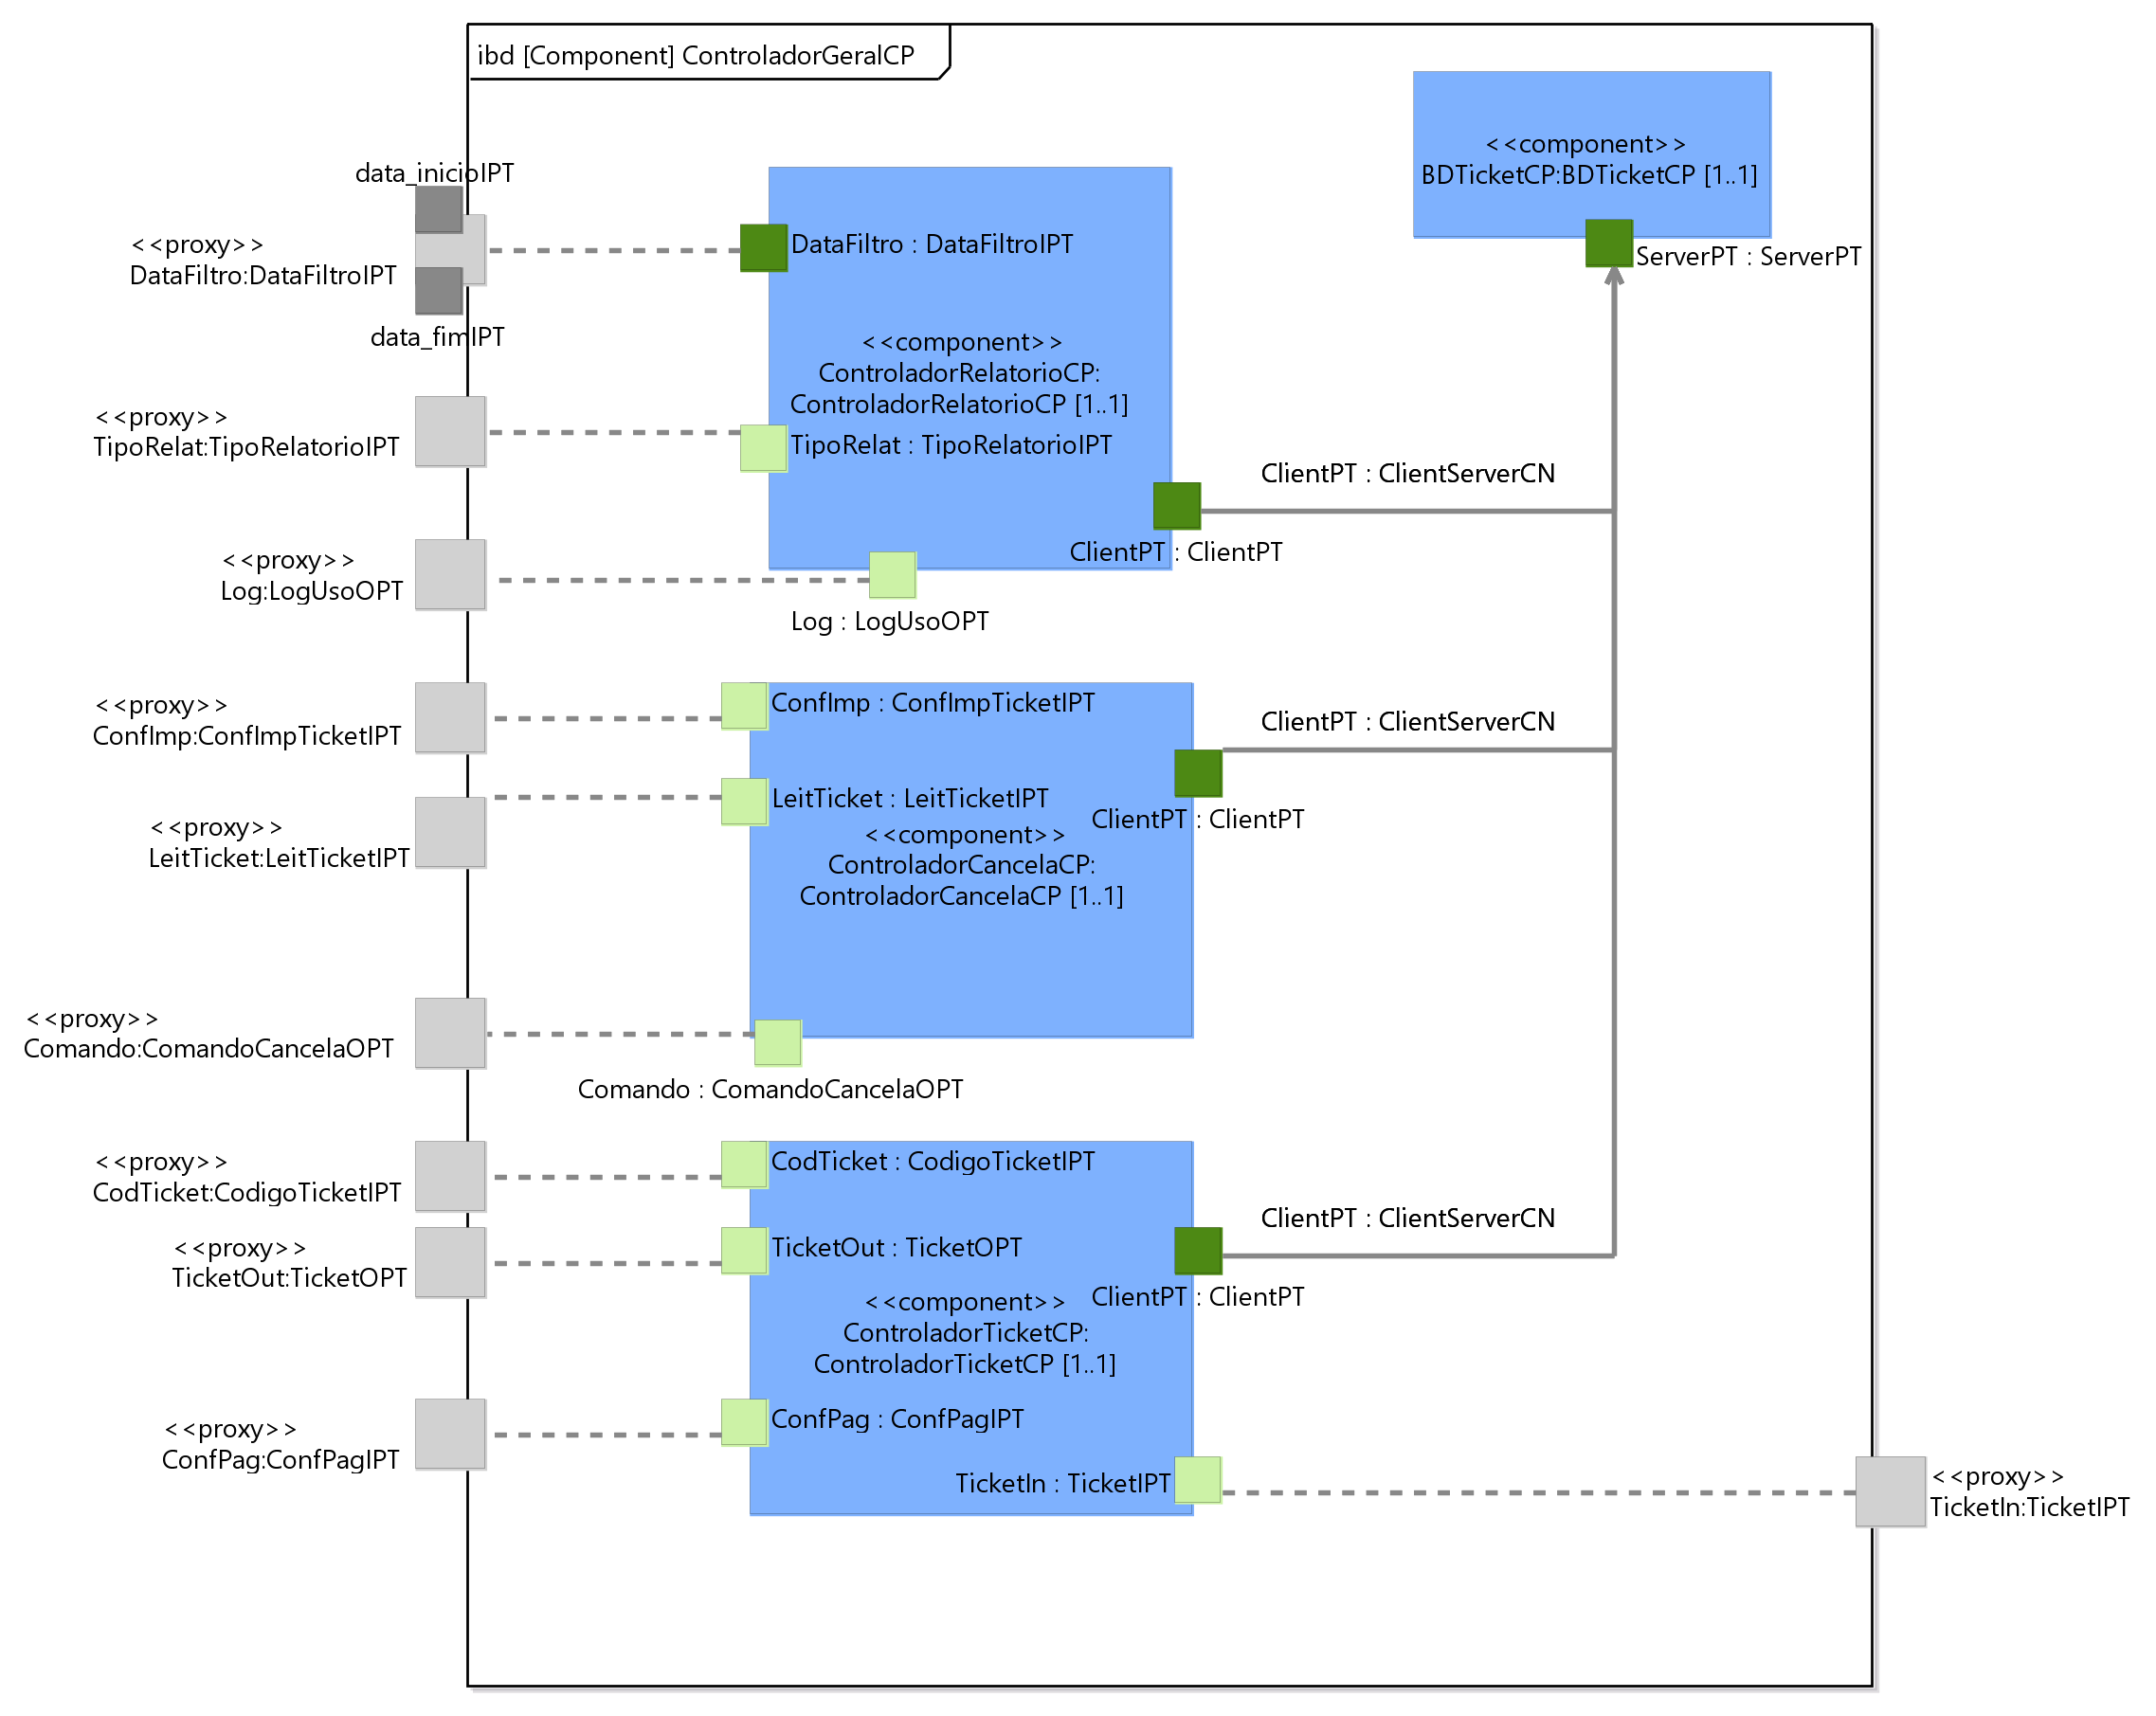 ibd [Component] ControladorGeralCP
<<component>>
BDTicketCP:BDTicketCP [1..1]
ServerPT : ServerPT
data_inicioIPT
<<proxy>>
DataFiltro:DataFiltroIPT
data_fimIPT
DataFiltro : DataFiltroIPT
<<component>>
ControladorRelatorioCP:
ControladorRelatorioCP [1..1]
<<proxy>>
TipoRelat:TipoRelatorioIPT
TipoRelat : TipoRelatorioIPT
ClientPT : ClientServerCN
ClientPT : ClientPT
<<proxy>>
Log:LogUsoOPT
Log : LogUsoOPT
<<proxy>>
ConfImp:ConfImpTicketIPT
ConfImp : ConfImpTicketIPT
ClientPT : ClientServerCN
LeitTicket : LeitTicketIPT
ClientPT : ClientPT
<<proxy>>
LeitTicket:LeitTicketIPT
<<component>>
ControladorCancelaCP:
ControladorCancelaCP [1..1]
<<proxy>>
Comando:ComandoCancelaOPT
Comando : ComandoCancelaOPT
<<proxy>>
CodTicket:CodigoTicketIPT
CodTicket : CodigoTicketIPT
ClientPT : ClientServerCN
<<proxy>>
TicketOut:TicketOPT
TicketOut : TicketOPT
ClientPT : ClientPT
<<component>>
ControladorTicketCP:
ControladorTicketCP [1..1]
<<proxy>>
ConfPag:ConfPagIPT
ConfPag : ConfPagIPT
TicketIn : TicketIPT
<<proxy>>
TicketIn:TicketIPT